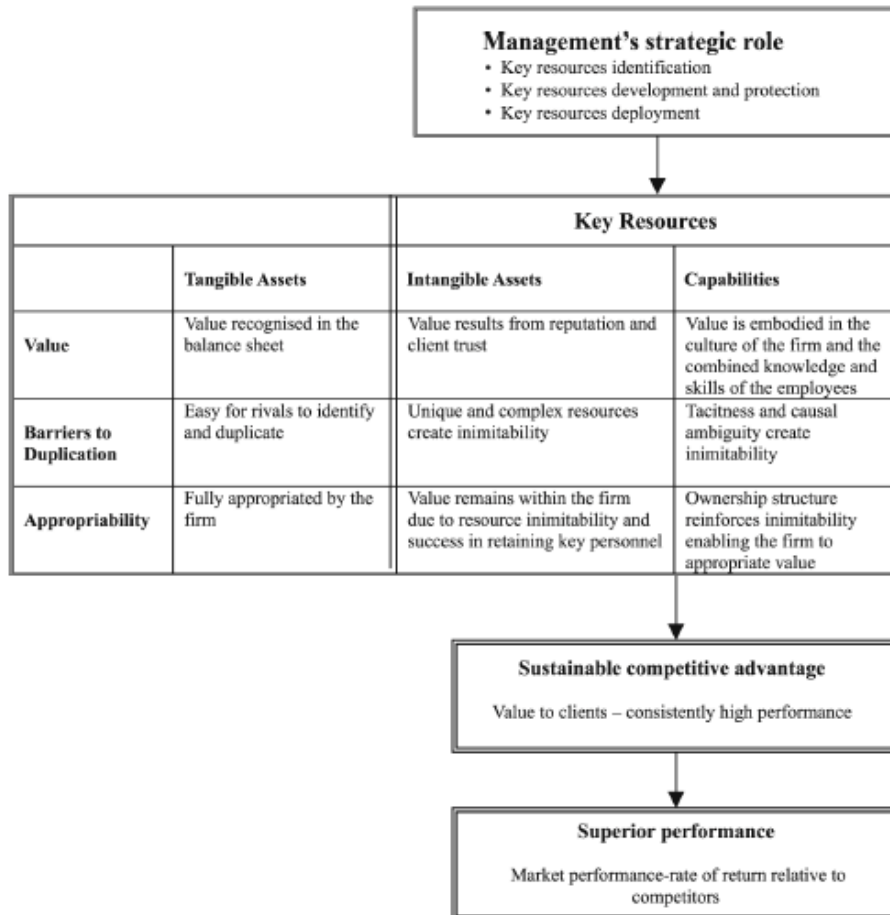 Management's strategic role
• Key resources identification
• Key resources development and protection
• Key resources deployment
Key Resources
Tangible Assets
Intangible Assets
Capabilities
Value
Value recognised in the
balance sheet
Value results from reputation and
client trust
Value is embodied in the
culture of the firm and the
combined knowledge and
skills of the employees
Barriers to
Duplication
Easy for rivals to identify
and duplicate
Unique and complex resources
create inimitability
Tacitness and causal
ambiguity create
inimitability
Appropriability
Fully appropriated by the
firm
Value remains within the firm
due to resource inimitability and
success in retaining key personnel
Ownership structure
reinforces inimitability
enabling the firm to
appropriate value
Sustainable competitive advantage
Value to clients – consistently high performance
Superior performance
Market performance-rate of return relative to
competitors